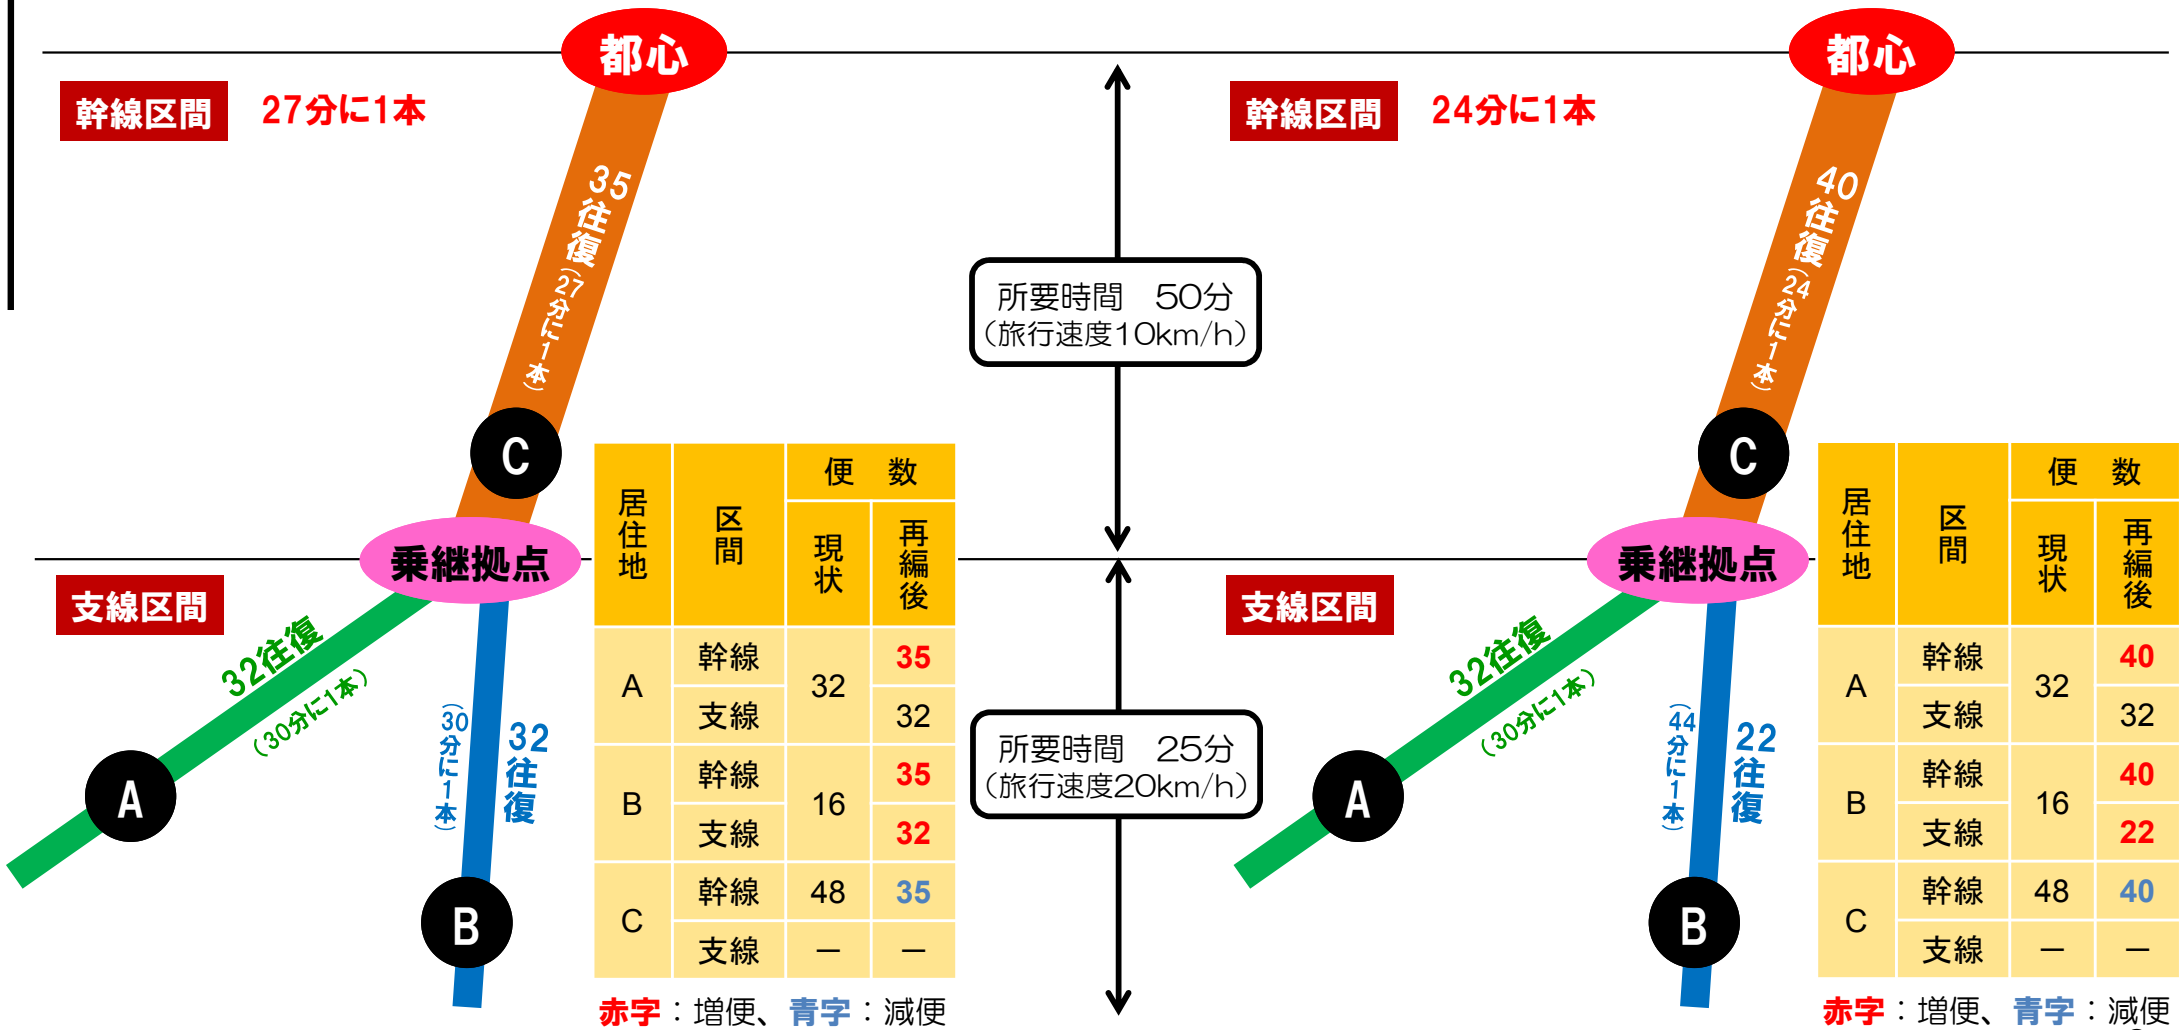 都心
幹線区間 27分に1本
35往復(27分に1本)
C
乗継拠点
支線区間
32往復
(30分に1本)
A
32往復
(30分に1本)
B
居住地 区間 便 数
現状 再編後
A 幹線 32 35
支線 32
B 幹線 16 35
支線 32
C 幹線 48 35
支線 － －
赤字：増便、青字：減便
所要時間 50分
(旅行速度10km/h)
所要時間 25分
(旅行速度20km/h)
都心
幹線区間 24分に1本
40往復(24分に1本)
C
乗継拠点
支線区間
32往復
(30分に1本)
A
22往復
(44分に1本)
B
居住地 区間 便 数
現状 再編後
A 幹線 32 40
支線 32
B 幹線 16 40
支線 22
C 幹線 48 40
支線 － －
赤字：増便、青字：減便